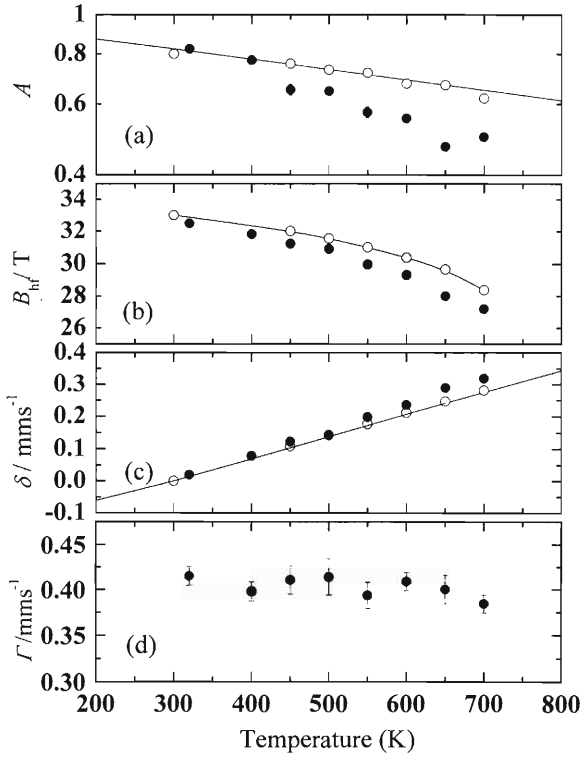 1
0.8
0.6
0.4
A
(a)
34
32
30
28
26
B_hf / T
(b)
0.4
0.3
0.2
0.1
0.0
-0.1
δ / mms⁻¹
(c)
0.45
0.40
0.35
0.30
Γ /mms⁻¹
(d)
200 300 400 500 600 700 800
Temperature (K)